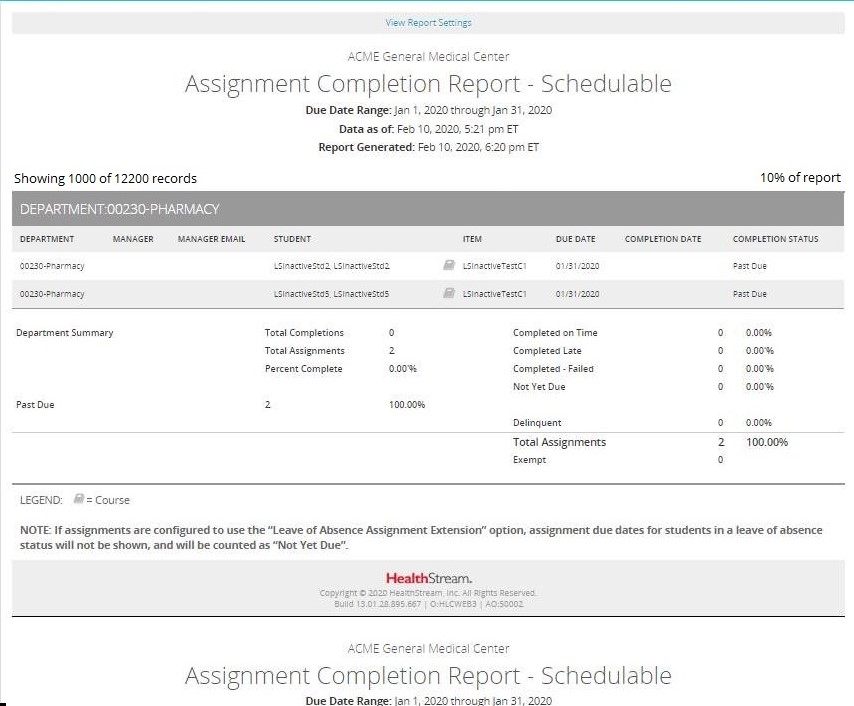 View Report Settings
ACME General Medical Center
Assignment Completion Report - Schedulable
Due Date Range: Jan 1, 2020 through Jan 31, 2020
Data as of: Feb 10, 2020, 5:21 pm ET
Report Generated: Feb 10, 2020, 6:20 pm ET
Showing 1000 of 12200 records 10% of report
DEPARTMENT:00230-PHARMACY
DEPARTMENT MANAGER MANAGER EMAIL STUDENT ITEM DUE DATE COMPLETION DATE COMPLETION STATUS
00230-Pharmacy LSInactiveStd2, LSInactiveStd2 LSInactiveTestC1 01/31/2020 Past Due
00230-Pharmacy LSInactiveStd5, LSInactiveStd5 LSInactiveTestC1 01/31/2020 Past Due
Department Summary Total Completions 0 Completed on Time 0 0.00%
Total Assignments 2 Completed Late 0 0.00%
Percent Complete 0.00% Completed - Failed 0 0.00%
Not Yet Due 0 0.00%
Past Due 2 100.00%
Delinquent 0 0.00%
Total Assignments 2 100.00%
Exempt 0
LEGEND: = Course
NOTE: If assignments are configured to use the "Leave of Absence Assignment Extension" option, assignment due dates for students in a leave of absence
status will not be shown, and will be counted as "Not Yet Due".
HealthStream.
Copyright © 2020 HealthStream, Inc. All Rights Reserved.
Build 13.01.28.895.667 | O:HLCWEB3 | AO:50002
ACME General Medical Center
Assignment Completion Report - Schedulable
Due Date Range: Jan 1, 2020 through Jan 31, 2020